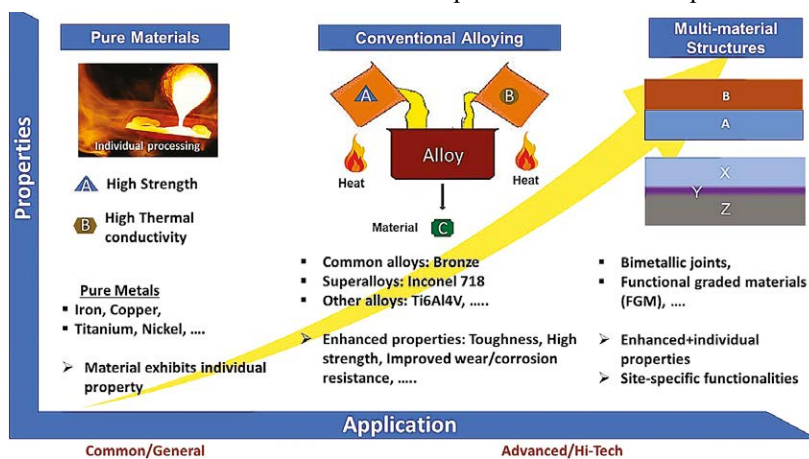 Pure Materials
Individual processing
A High Strength
B High Thermal
conductivity
Pure Metals
▪ Iron, Copper,
▪ Titanium, Nickel, ....
➢ Material exhibits individual
property
Conventional Alloying
A
B
Alloy
Heat
Heat
Material C
▪ Common alloys: Bronze
▪ Superalloys: Inconel 718
▪ Other alloys: Ti6Al4V, .....
➢ Enhanced properties: Toughness, High
strength, Improved wear/corrosion
resistance, .....
Multi-material
Structures
B
A
X
Y
Z
▪ Bimetallic joints,
▪ Functional graded materials
(FGM), ....
➢ Enhanced+individual
properties
➢ Site-specific functionalities
Properties
Application
Common/General
Advanced/Hi-Tech